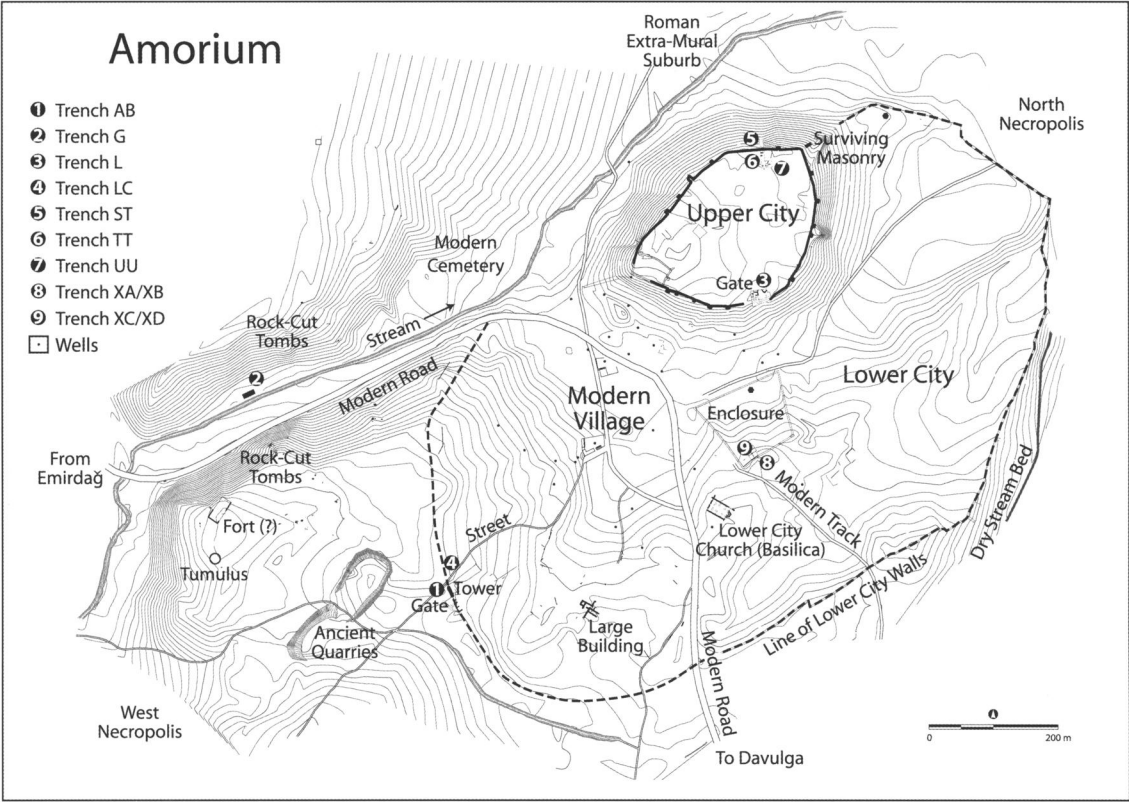 Amorium
1 Trench AB
2 Trench G
3 Trench L
4 Trench LC
5 Trench ST
6 Trench TT
7 Trench UU
8 Trench XA/XB
9 Trench XC/XD
Wells
Roman
Extra-Mural
Suburb
North
Necropolis
Surviving
Masonry
5
6
7
Upper City
Gate 3
Modern
Cemetery
Rock-Cut
Tombs
Stream
2
Modern Road
Lower City
Modern
Village
Enclosure
9
8
Modern Track
From
Emirdağ
Rock-Cut
Tombs
Fort (?)
Tumulus
Street
Lower City
Church (Basilica)
Dry Stream Bed
4
Tower
1
Gate
Ancient
Quarries
Large
Building
Line of Lower City Walls
Modern Road
West
Necropolis
To Davulga
0 200 m